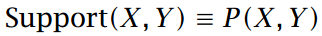 Support(X, Y) ≡ P(X, Y)